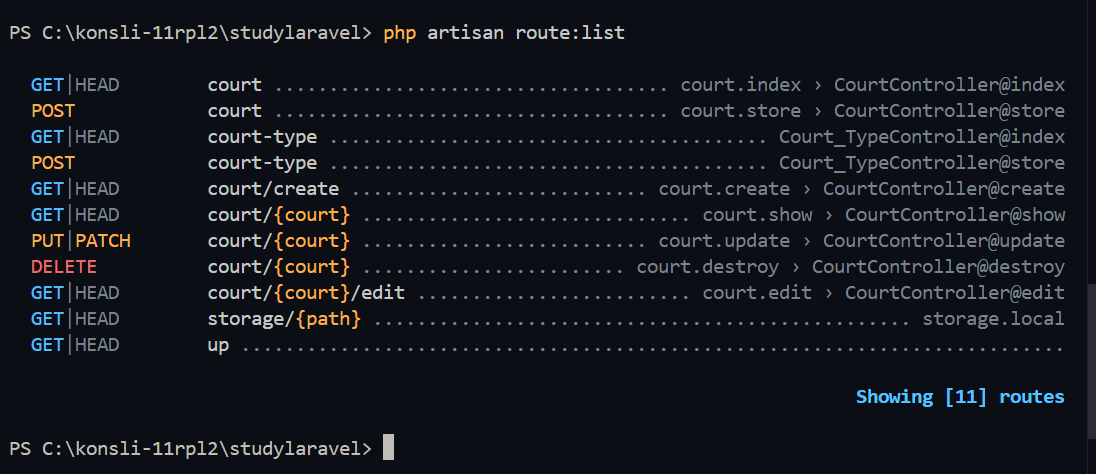 PS C:\konsli-11rpl2\studylaravel> php artisan route:list
GET|HEAD court .................................... court.index › CourtController@index
POST court .................................... court.store › CourtController@store
GET|HEAD court-type ........................................ Court_TypeController@index
POST court-type ........................................ Court_TypeController@store
GET|HEAD court/create ........................... court.create › CourtController@create
GET|HEAD court/{court} .............................. court.show › CourtController@show
PUT|PATCH court/{court} .......................... court.update › CourtController@update
DELETE court/{court} ........................ court.destroy › CourtController@destroy
GET|HEAD court/{court}/edit ......................... court.edit › CourtController@edit
GET|HEAD storage/{path} ................................................. storage.local
GET|HEAD up ...........................................................................
Showing [11] routes
PS C:\konsli-11rpl2\studylaravel>